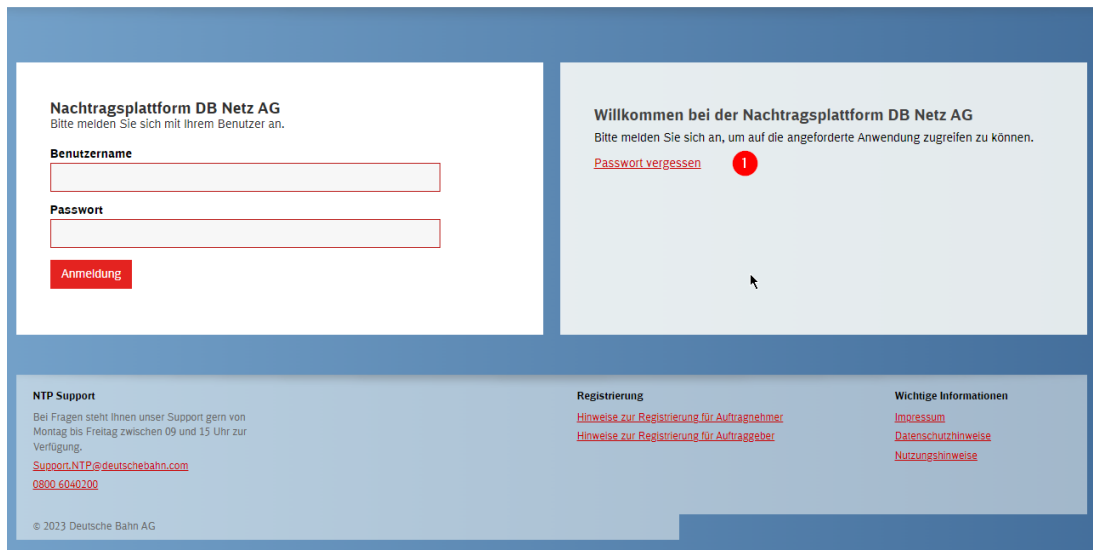 Nachtragsplattform DB Netz AG
Bitte melden Sie sich mit Ihrem Benutzer an.
Benutzername
Passwort
Anmeldung
Willkommen bei der Nachtragsplattform DB Netz AG
Bitte melden Sie sich an, um auf die angeforderte Anwendung zugreifen zu können.
Passwort vergessen 1
NTP Support
Bei Fragen steht Ihnen unser Support gern von
Montag bis Freitag zwischen 09 und 15 Uhr zur
Verfügung.
Support.NTP@deutschebahn.com
0800 6040200
© 2023 Deutsche Bahn AG
Registrierung
Hinweise zur Registrierung für Auftragnehmer
Hinweise zur Registrierung für Auftraggeber
Wichtige Informationen
Impressum
Datenschutzhinweise
Nutzungshinweise